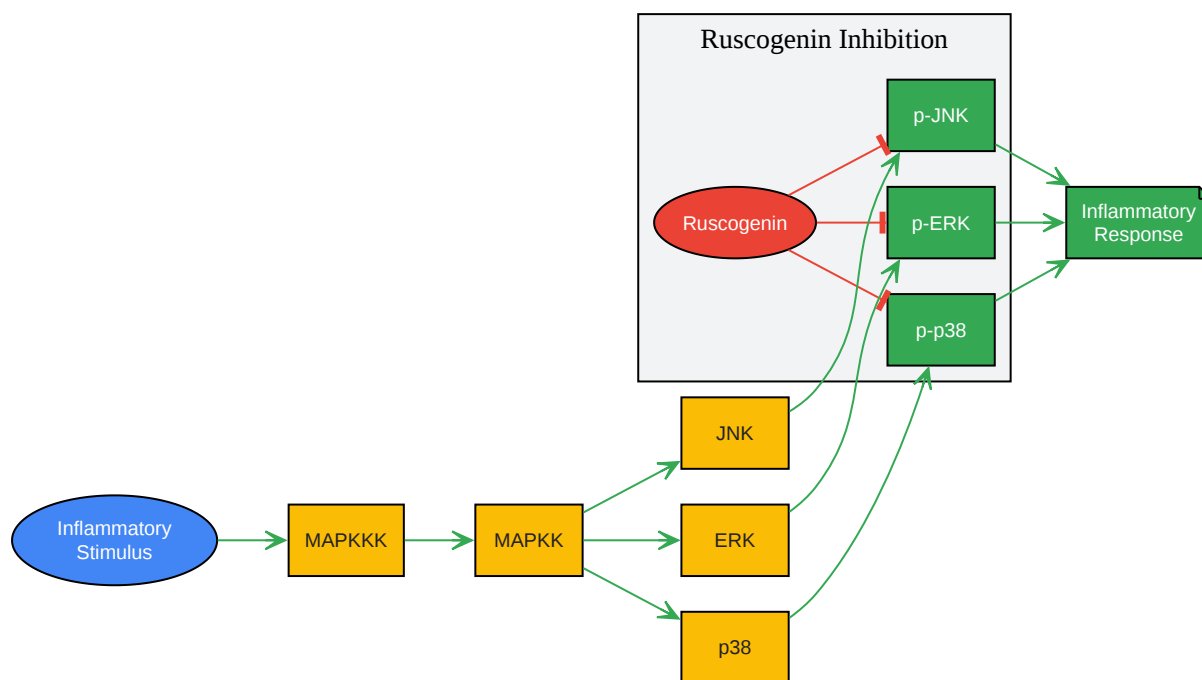 Ruscogenin Inhibition
p-JNK
Ruscogenin
p-ERK
Inflammatory
Response
p-p38
JNK
Inflammatory
Stimulus
MAPKKK
MAPKK
ERK
p38